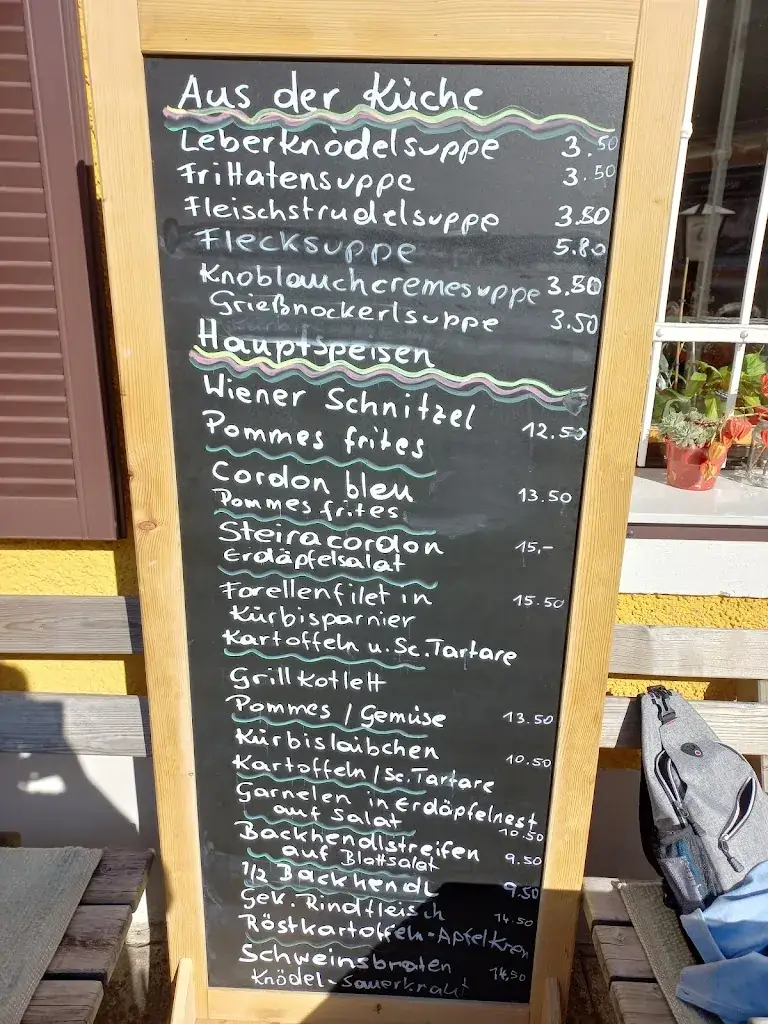 Aus der Küche
Leberknödelsuppe 3.50
Frittatensuppe 3.50
Fleischstrudelsuppe 3.80
Flecksuppe 5.80
Knoblauchcremesuppe 3.80
Grießnockerlsuppe 3.50
Hauptspeisen
Wiener Schnitzel
Pommes frites 12.50
Cordon bleu
Pommes frites 13.50
Steiracordon
Erdäpfelsalat 15,-
Forellenfilet in
Kürbisparnier 15.50
Kartoffeln u. Sc. Tartare
Grillkotlett
Pommes / Gemüse 13.50
Kürbislaibchen
Kartoffeln / Sc. Tartare 10.50
Garnelen in Erdäpfelnest
auf Salat 10.50
Backhendlstreifen
auf Blattsalat 9.50
1/2 Backhendl 9.50
Gek. Rindfleisch 14.50
Röstkartoffeln - Apfelkren
Schweinsbraten 14,50
Knödel - Sauerkraut